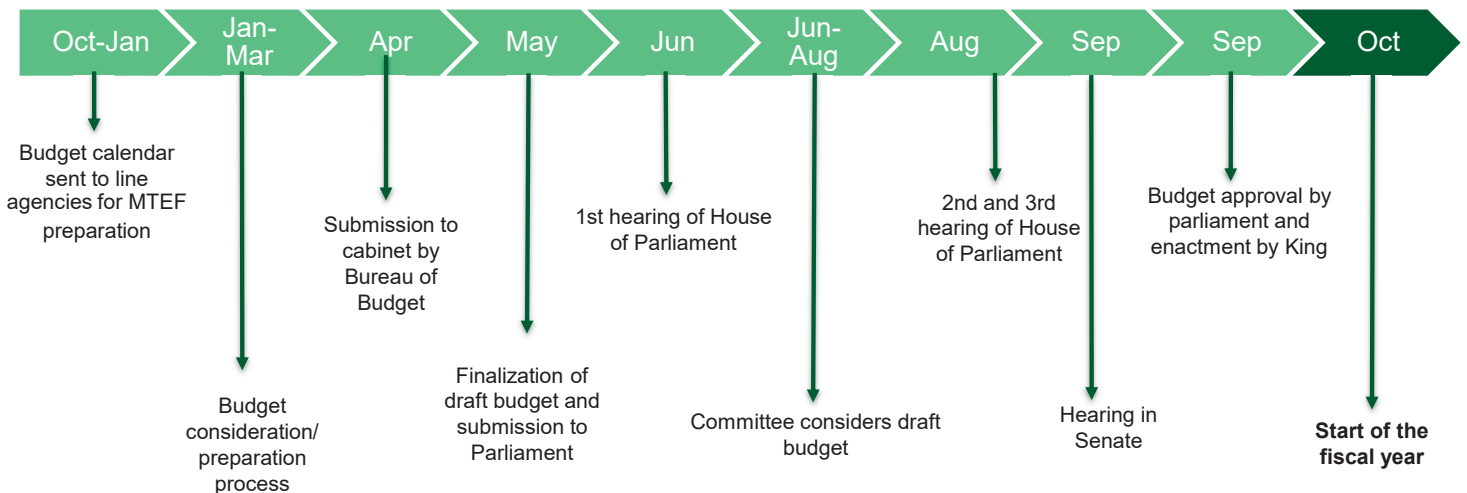 Oct-Jan
Jan-
Mar
Apr
May
Jun
Jun-
Aug
Aug
Sep
Sep
Oct
Budget calendar
sent to line
agencies for MTEF
preparation
Budget
consideration/
preparation
process
Submission to
cabinet by
Bureau of
Budget
Finalization of
draft budget and
submission to
Parliament
1st hearing of House
of Parliament
Committee considers draft
budget
2nd and 3rd
hearing of House
of Parliament
Hearing in
Senate
Budget approval by
parliament and
enactment by King
Start of the
fiscal year